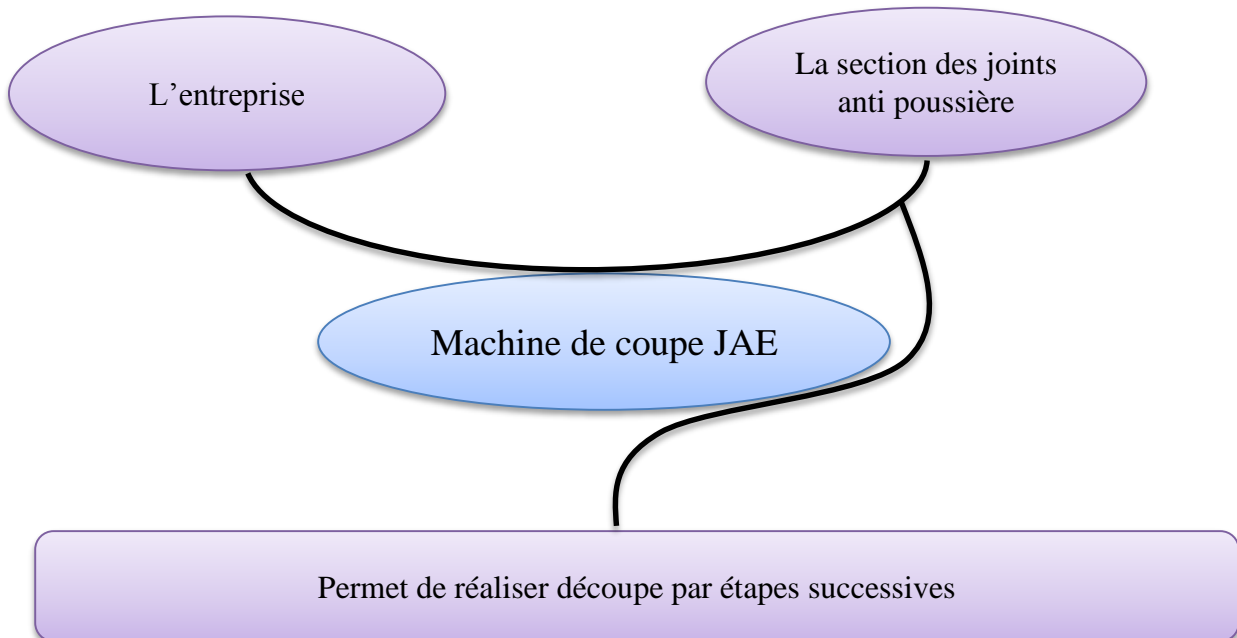 L’entreprise
La section des joints
anti poussière
Machine de coupe JAE
Permet de réaliser découpe par étapes successives